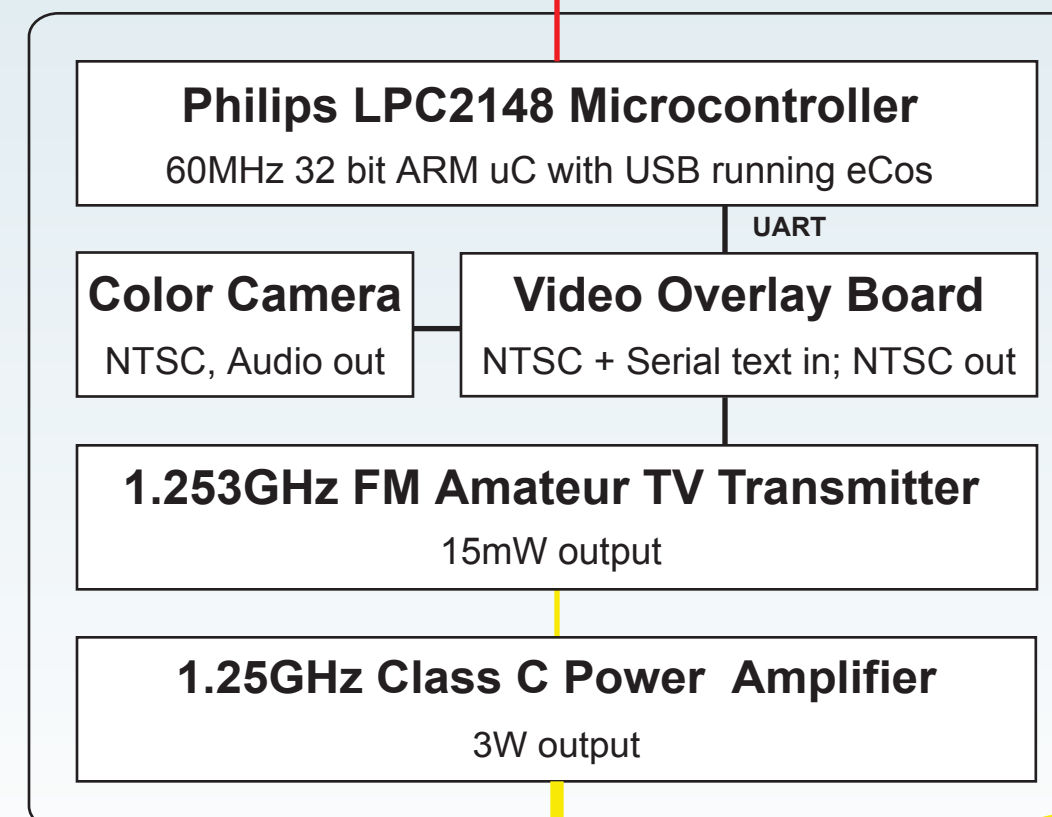 Philips LPC2148 Microcontroller
60MHz 32 bit ARM uC with USB running eCos
UART
Color Camera
NTSC, Audio out
Video Overlay Board
NTSC + Serial text in; NTSC out
1.253GHz FM Amateur TV Transmitter
15mW output
1.25GHz Class C Power  Amplifier
3W output